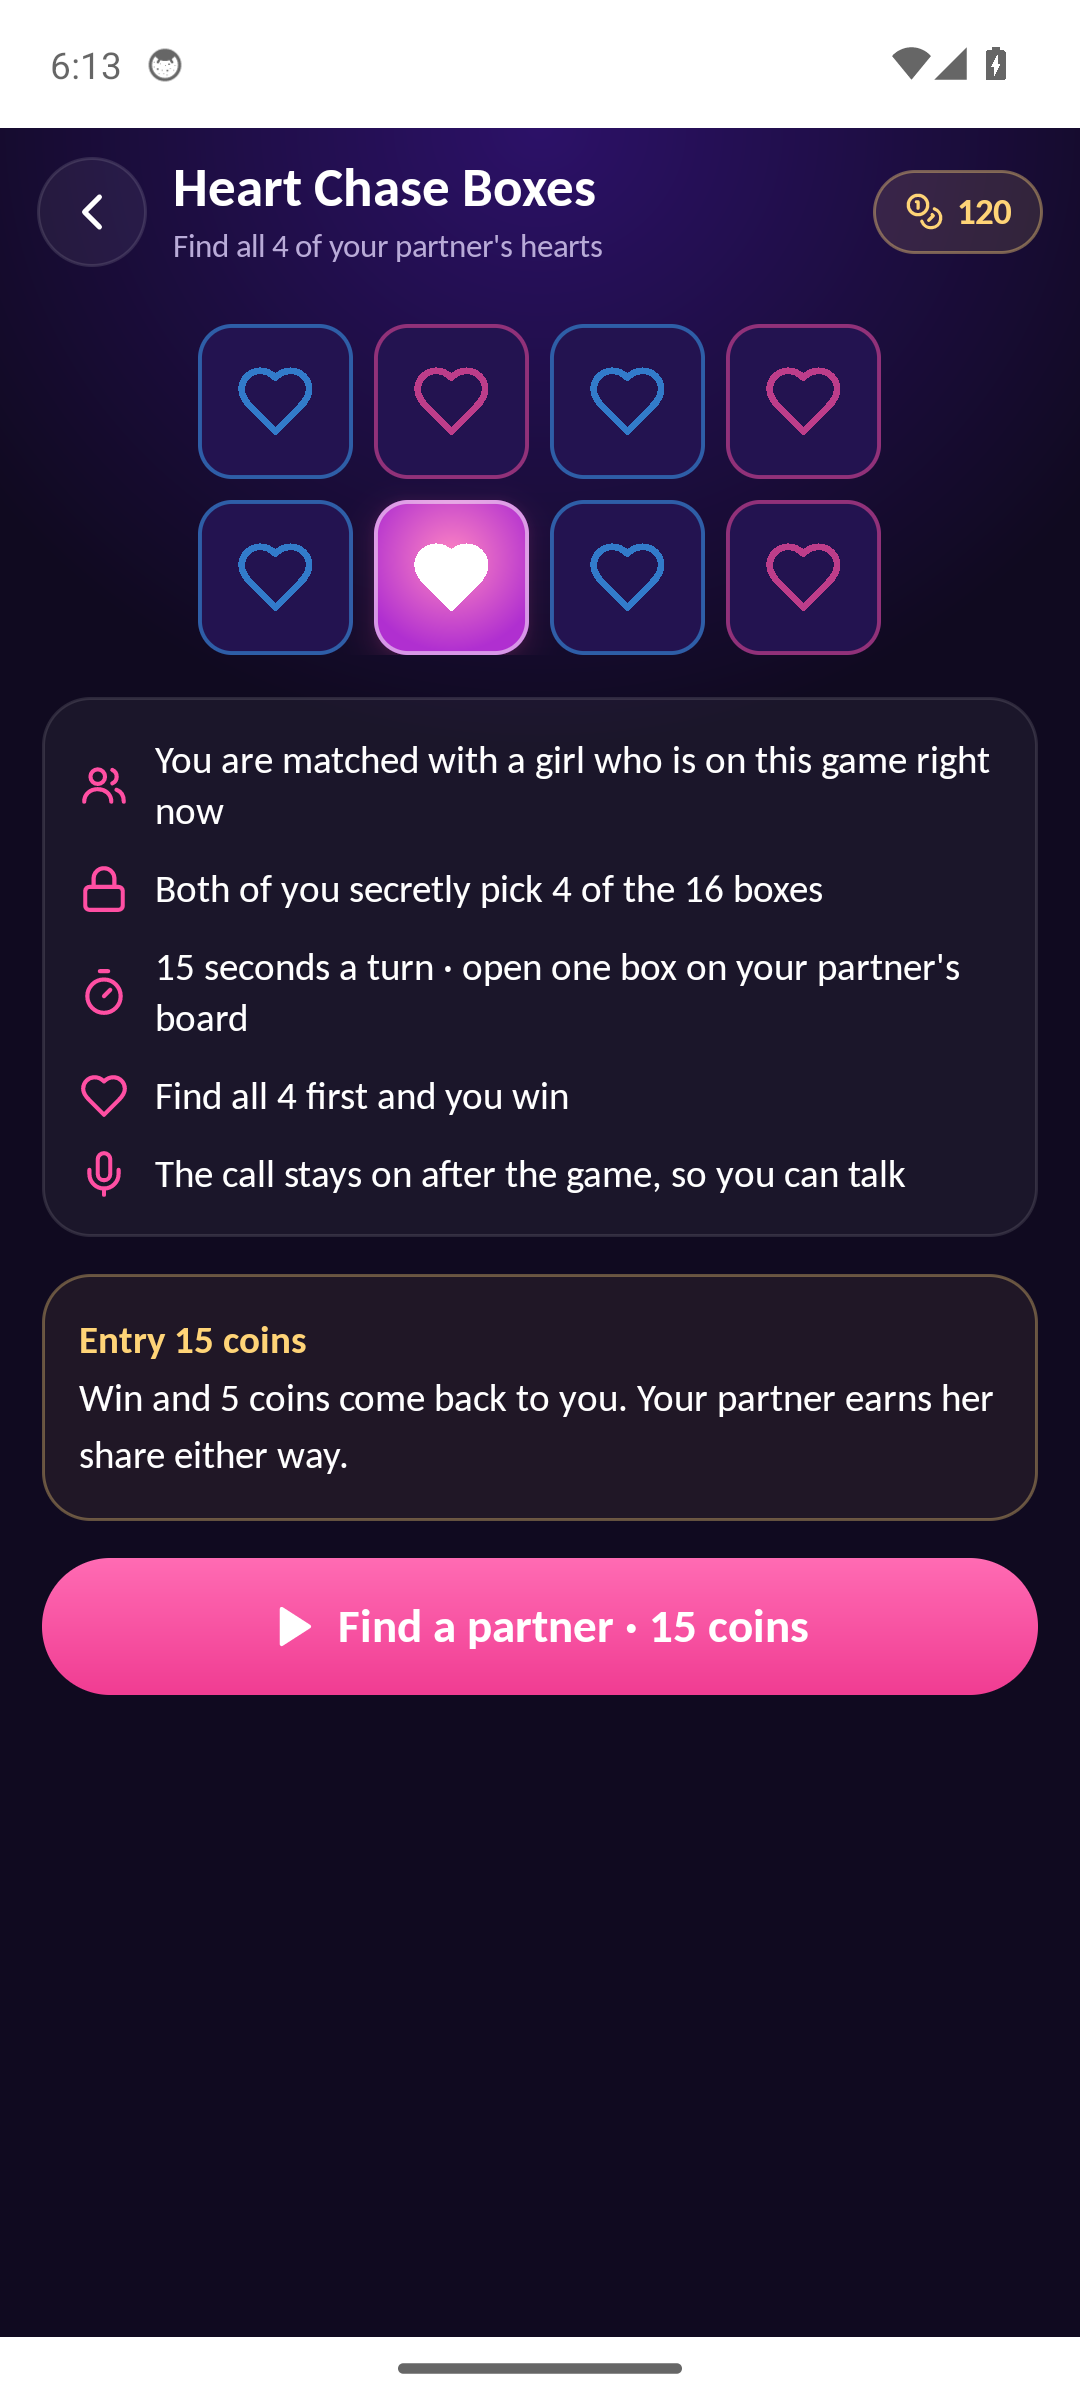 6:13
Heart Chase Boxes
Find all 4 of your partner's hearts
120
You are matched with a girl who is on this game right
now
Both of you secretly pick 4 of the 16 boxes
15 seconds a turn · open one box on your partner's
board
Find all 4 first and you win
The call stays on after the game, so you can talk
Entry 15 coins
Win and 5 coins come back to you. Your partner earns her
share either way.
Find a partner · 15 coins